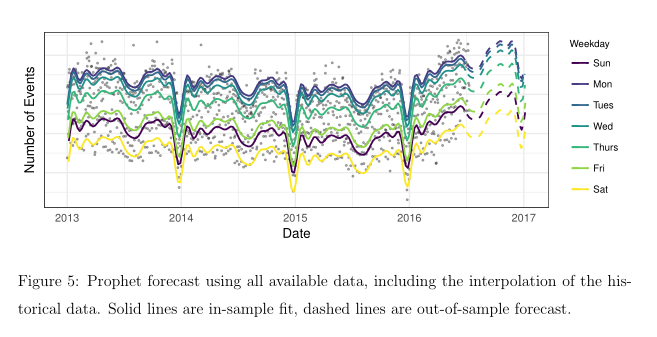 Number of Events
2013
2014
2015
2016
2017
Date
Weekday
Sun
Mon
Tues
Wed
Thurs
Fri
Sat
Figure 5: Prophet forecast using all available data, including the interpolation of the his-
torical data. Solid lines are in-sample fit, dashed lines are out-of-sample forecast.